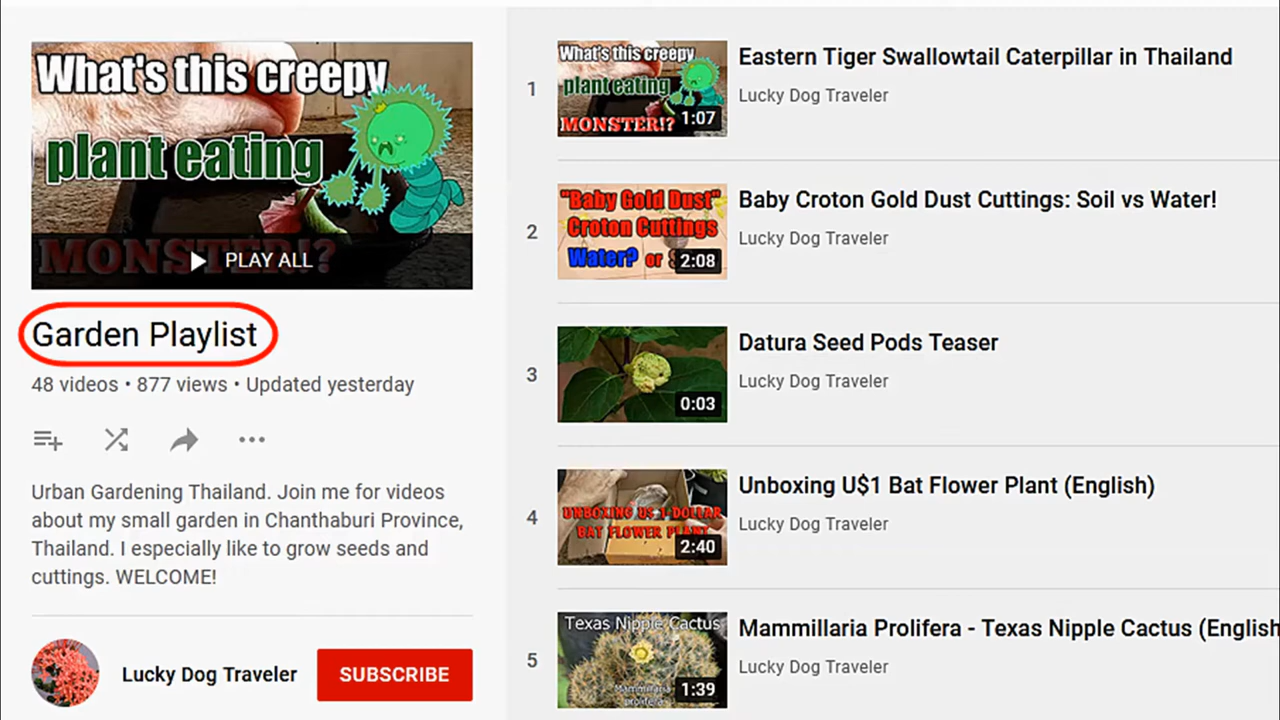 What's this creepy
plant eating
MONSTER!?
PLAY ALL
Garden Playlist
48 videos • 877 views • Updated yesterday
Urban Gardening Thailand. Join me for videos
about my small garden in Chanthaburi Province,
Thailand. I especially like to grow seeds and
cuttings. WELCOME!
Lucky Dog Traveler
SUBSCRIBE
1
What's this creepy
plant eating
MONSTER!?
1:07
Eastern Tiger Swallowtail Caterpillar in Thailand
Lucky Dog Traveler
2
"Baby Gold Dust"
Croton Cuttings
Water? or
2:08
Baby Croton Gold Dust Cuttings: Soil vs Water!
Lucky Dog Traveler
3
0:03
Datura Seed Pods Teaser
Lucky Dog Traveler
4
UNBOXING US 1 DOLLAR
BAT FLOWER PLANT
2:40
Unboxing U$1 Bat Flower Plant (English)
Lucky Dog Traveler
5
Texas Nipple Cactus
Mammillaria
prolifera
1:39
Mammillaria Prolifera - Texas Nipple Cactus (English
Lucky Dog Traveler